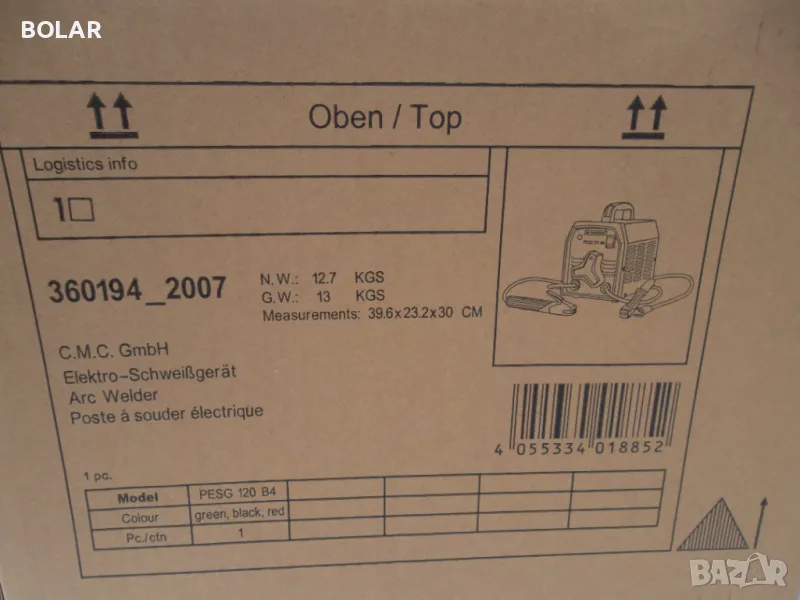 BOLAR
Oben / Top
Logistics info
1
360194_2007
N.W.: 12.7 KGS
G.W.: 13 KGS
Measurements: 39.6x23.2x30 CM
C.M.C. GmbH
Elektro-Schweißgerät
Arc Welder
Poste à souder électrique
4 055334 018852
1 pc.
Model PESG 120 B4
Colour green, black, red
Pc./ctn 1
BAZAR